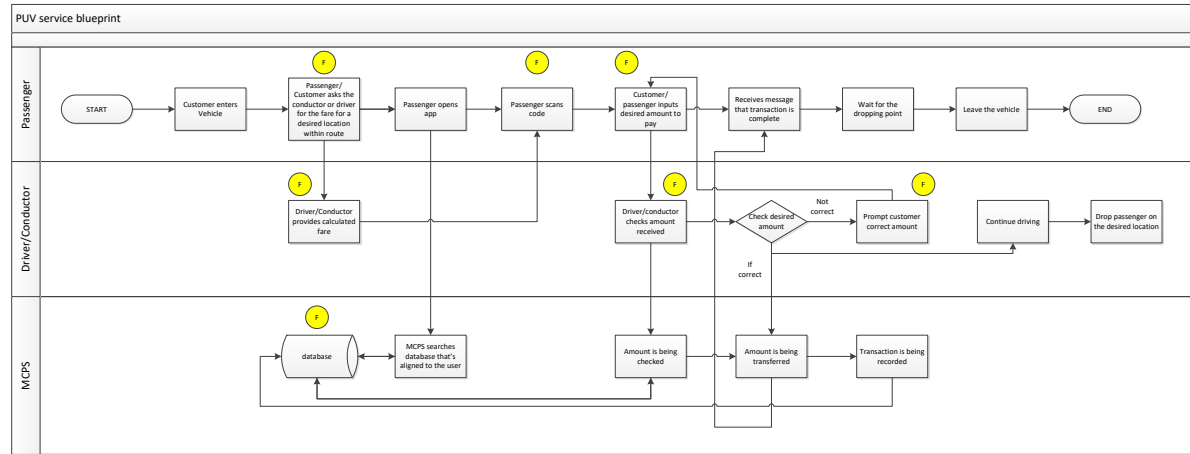 PUV service blueprint
Passenger
F
F
F
START
Customer enters
Vehicle
Passenger/
Customer asks the
conductor or driver
for the fare for a
desired location
within route
Passenger opens
app
Passenger scans
code
Customer/
passenger inputs
desired amount to
pay
Receives message
that transaction is
complete
Wait for the
dropping point
Leave the vehicle
END
Driver/Conductor
F
F
F
Driver/Conductor
provides calculated
fare
Driver/conductor
checks amount
received
Check desired
amount
Not
correct
Prompt customer
correct amount
Continue driving
Drop passenger on
the desired location
If
correct
MCPS
F
database
MCPS searches
database that's
aligned to the user
Amount is being
checked
Amount is being
transferred
Transaction is being
recorded